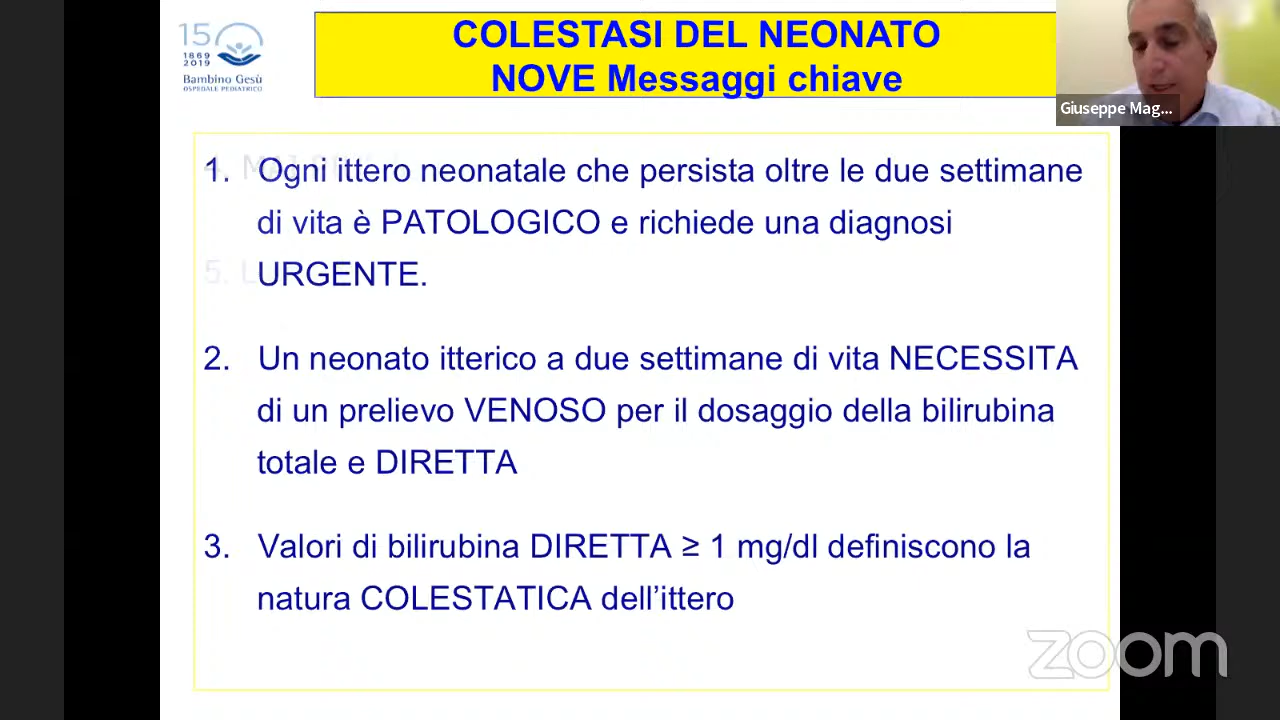 150
1869
2019
Bambino Gesù
OSPEDALE PEDIATRICO
COLESTASI DEL NEONATO
NOVE Messaggi chiave
Giuseppe Mag...
1. Ogni ittero neonatale che persista oltre le due settimane
di vita è PATOLOGICO e richiede una diagnosi
URGENTE.
2. Un neonato itterico a due settimane di vita NECESSITA
di un prelievo VENOSO per il dosaggio della bilirubina
totale e DIRETTA
3. Valori di bilirubina DIRETTA ≥ 1 mg/dl definiscono la
natura COLESTATICA dell'ittero
zoom